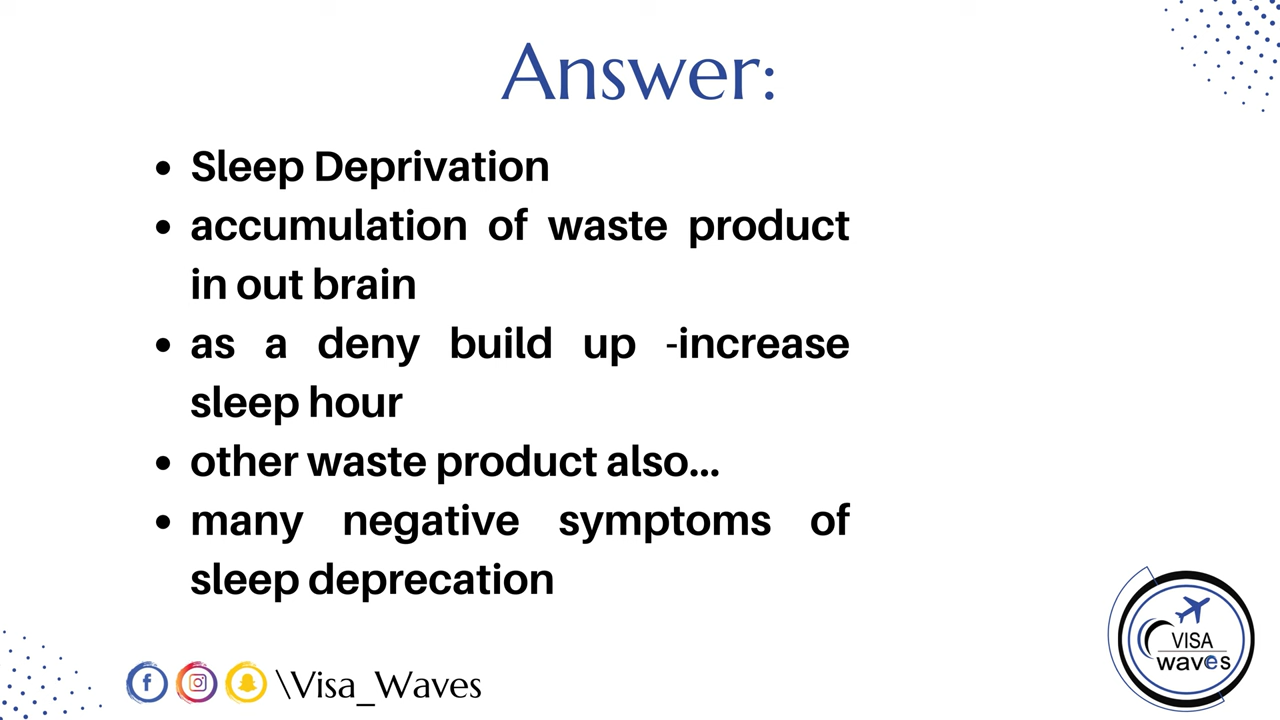 Answer:
• Sleep Deprivation
• accumulation of waste product
in out brain
• as a deny build up -increase
sleep hour
• other waste product also...
• many negative symptoms of
sleep deprecation
\Visa_Waves
VISA
waves